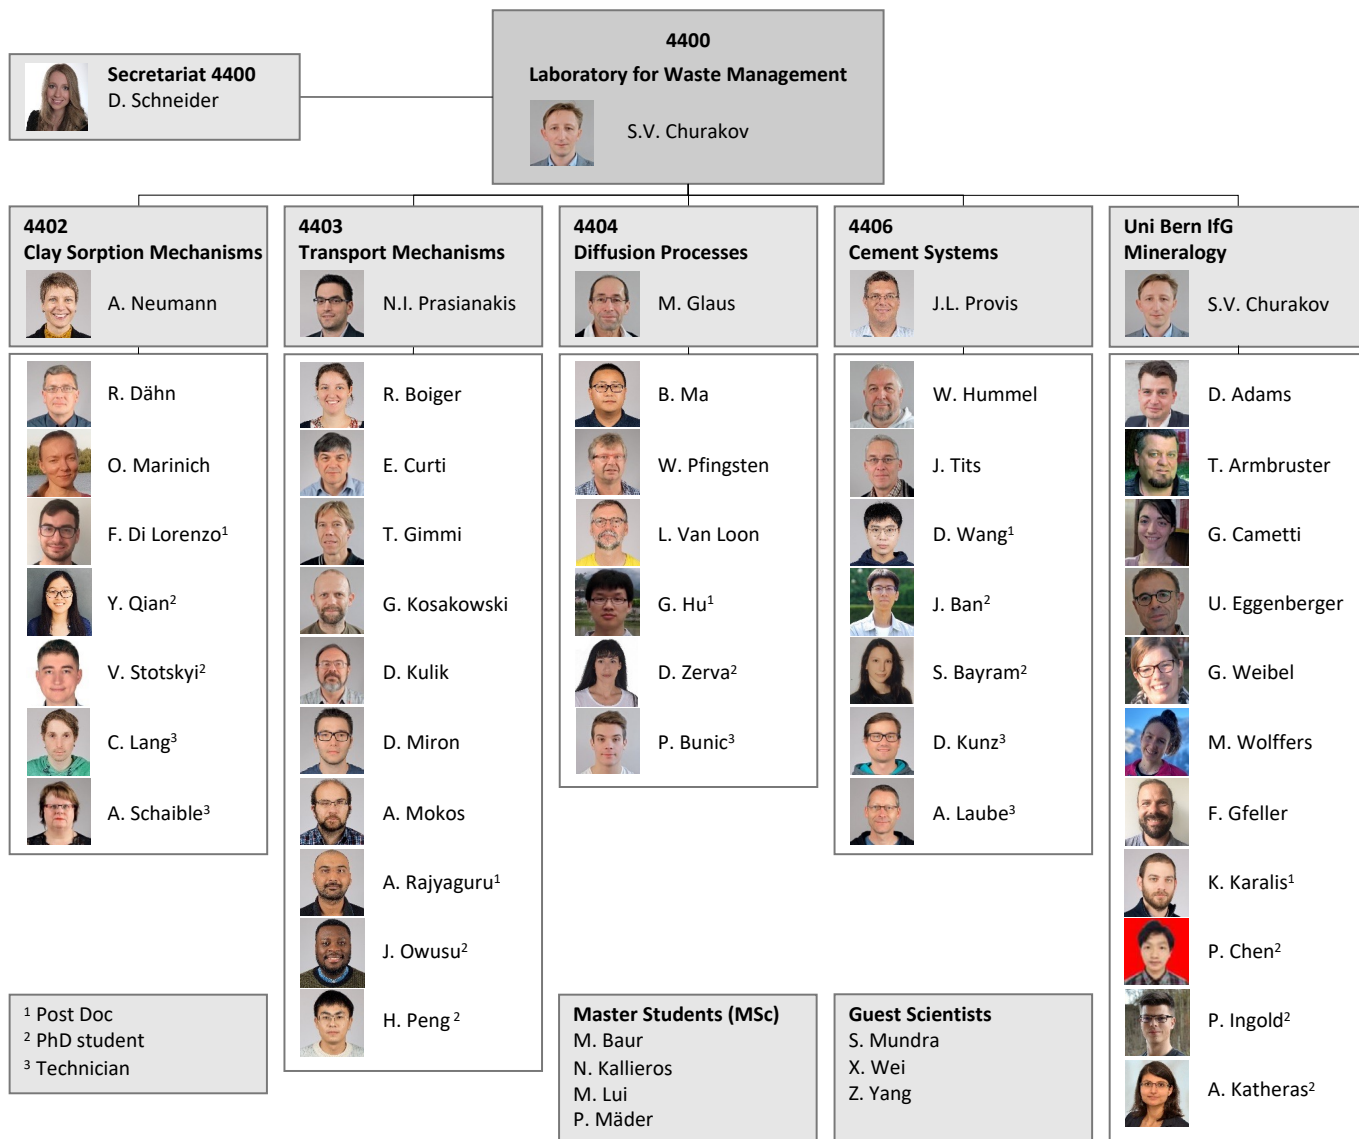 4400
Laboratory for Waste Management
S.V. Churakov
Secretariat 4400
D. Schneider
4402
Clay Sorption Mechanisms
A. Neumann
R. Dähn
O. Marinich
F. Di Lorenzo¹
Y. Qian²
V. Stotskyi²
C. Lang³
A. Schaible³
4403
Transport Mechanisms
N.I. Prasianakis
R. Boiger
E. Curti
T. Gimmi
G. Kosakowski
D. Kulik
D. Miron
A. Mokos
A. Rajyaguru¹
J. Owusu²
H. Peng ²
4404
Diffusion Processes
M. Glaus
B. Ma
W. Pfingsten
L. Van Loon
G. Hu¹
D. Zerva²
P. Bunic³
4406
Cement Systems
J.L. Provis
W. Hummel
J. Tits
D. Wang¹
J. Ban²
S. Bayram²
D. Kunz³
A. Laube³
Uni Bern IfG
Mineralogy
S.V. Churakov
D. Adams
T. Armbruster
G. Cametti
U. Eggenberger
G. Weibel
M. Wolffers
F. Gfeller
K. Karalis¹
P. Chen²
P. Ingold²
A. Katheras²
¹ Post Doc
² PhD student
³ Technician
Master Students (MSc)
M. Baur
N. Kallieros
M. Lui
P. Mäder
Guest Scientists
S. Mundra
X. Wei
Z. Yang